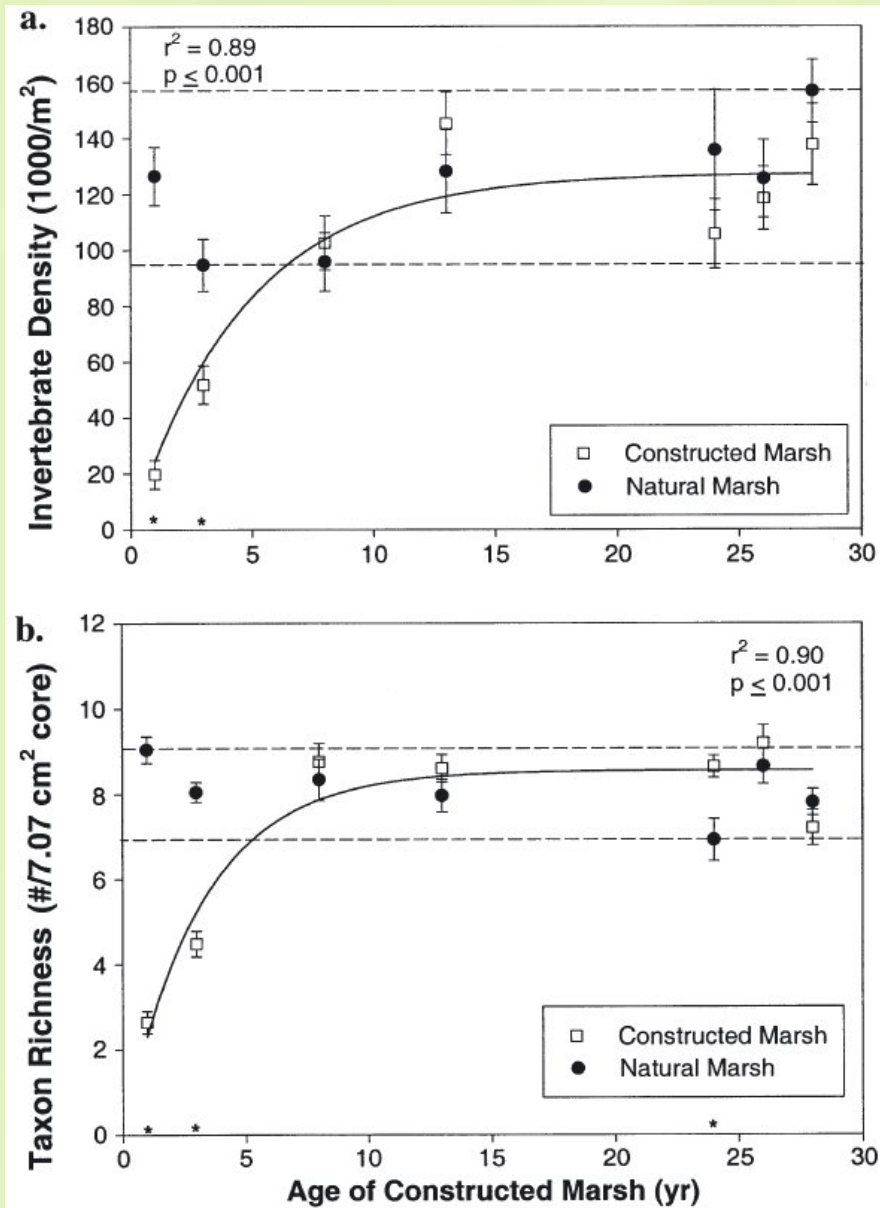 a.
180
160
140
120
100
80
60
40
20
0
Invertebrate Density (1000/m²)
r² = 0.89
p ≤ 0.001
Constructed Marsh
Natural Marsh
* *
0 5 10 15 20 25 30
b.
12
10
8
6
4
2
0
Taxon Richness (#/7.07 cm² core)
r² = 0.90
p ≤ 0.001
Constructed Marsh
Natural Marsh
* * *
0 5 10 15 20 25 30
Age of Constructed Marsh (yr)